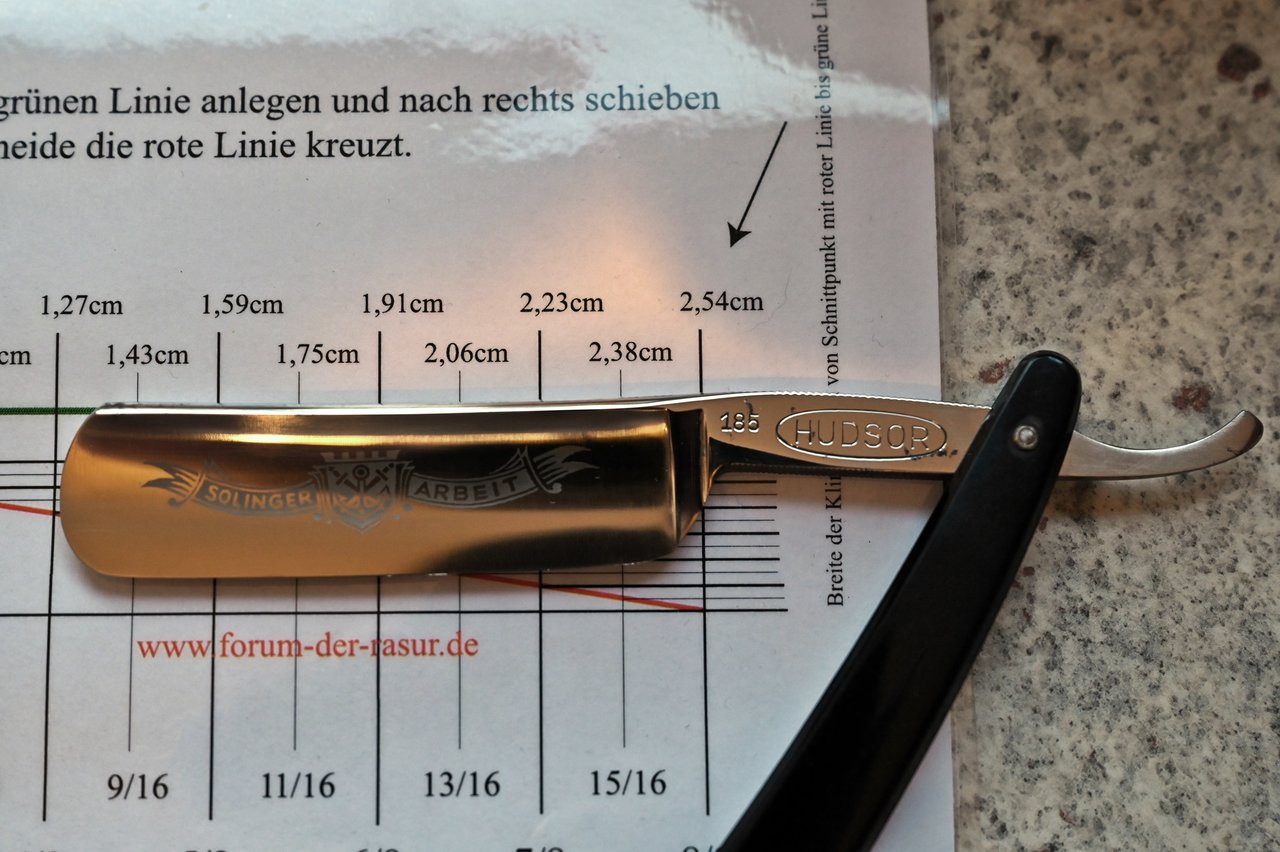 grünen Linie anlegen und nach rechts schieben
neide die rote Linie kreuzt.
1,27cm 1,59cm 1,91cm 2,23cm 2,54cm
cm 1,43cm 1,75cm 2,06cm 2,38cm
185 HUDSOR
SOLINGER ARBEIT
von Schnittpunkt mit roter Linie bis grüne
Breite der
www.forum-der-rasur.de
9/16 11/16 13/16 15/16